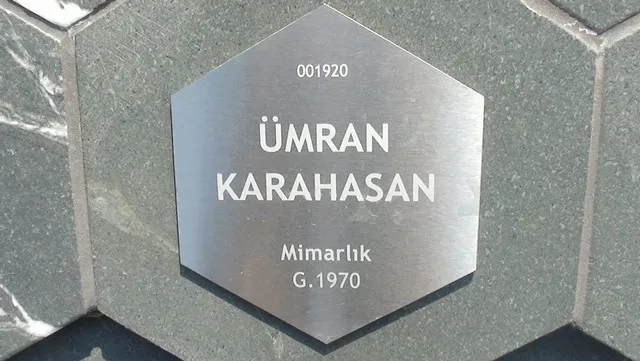 001920
ÜMRAN
KARAHASAN
Mimarlık
G.1970